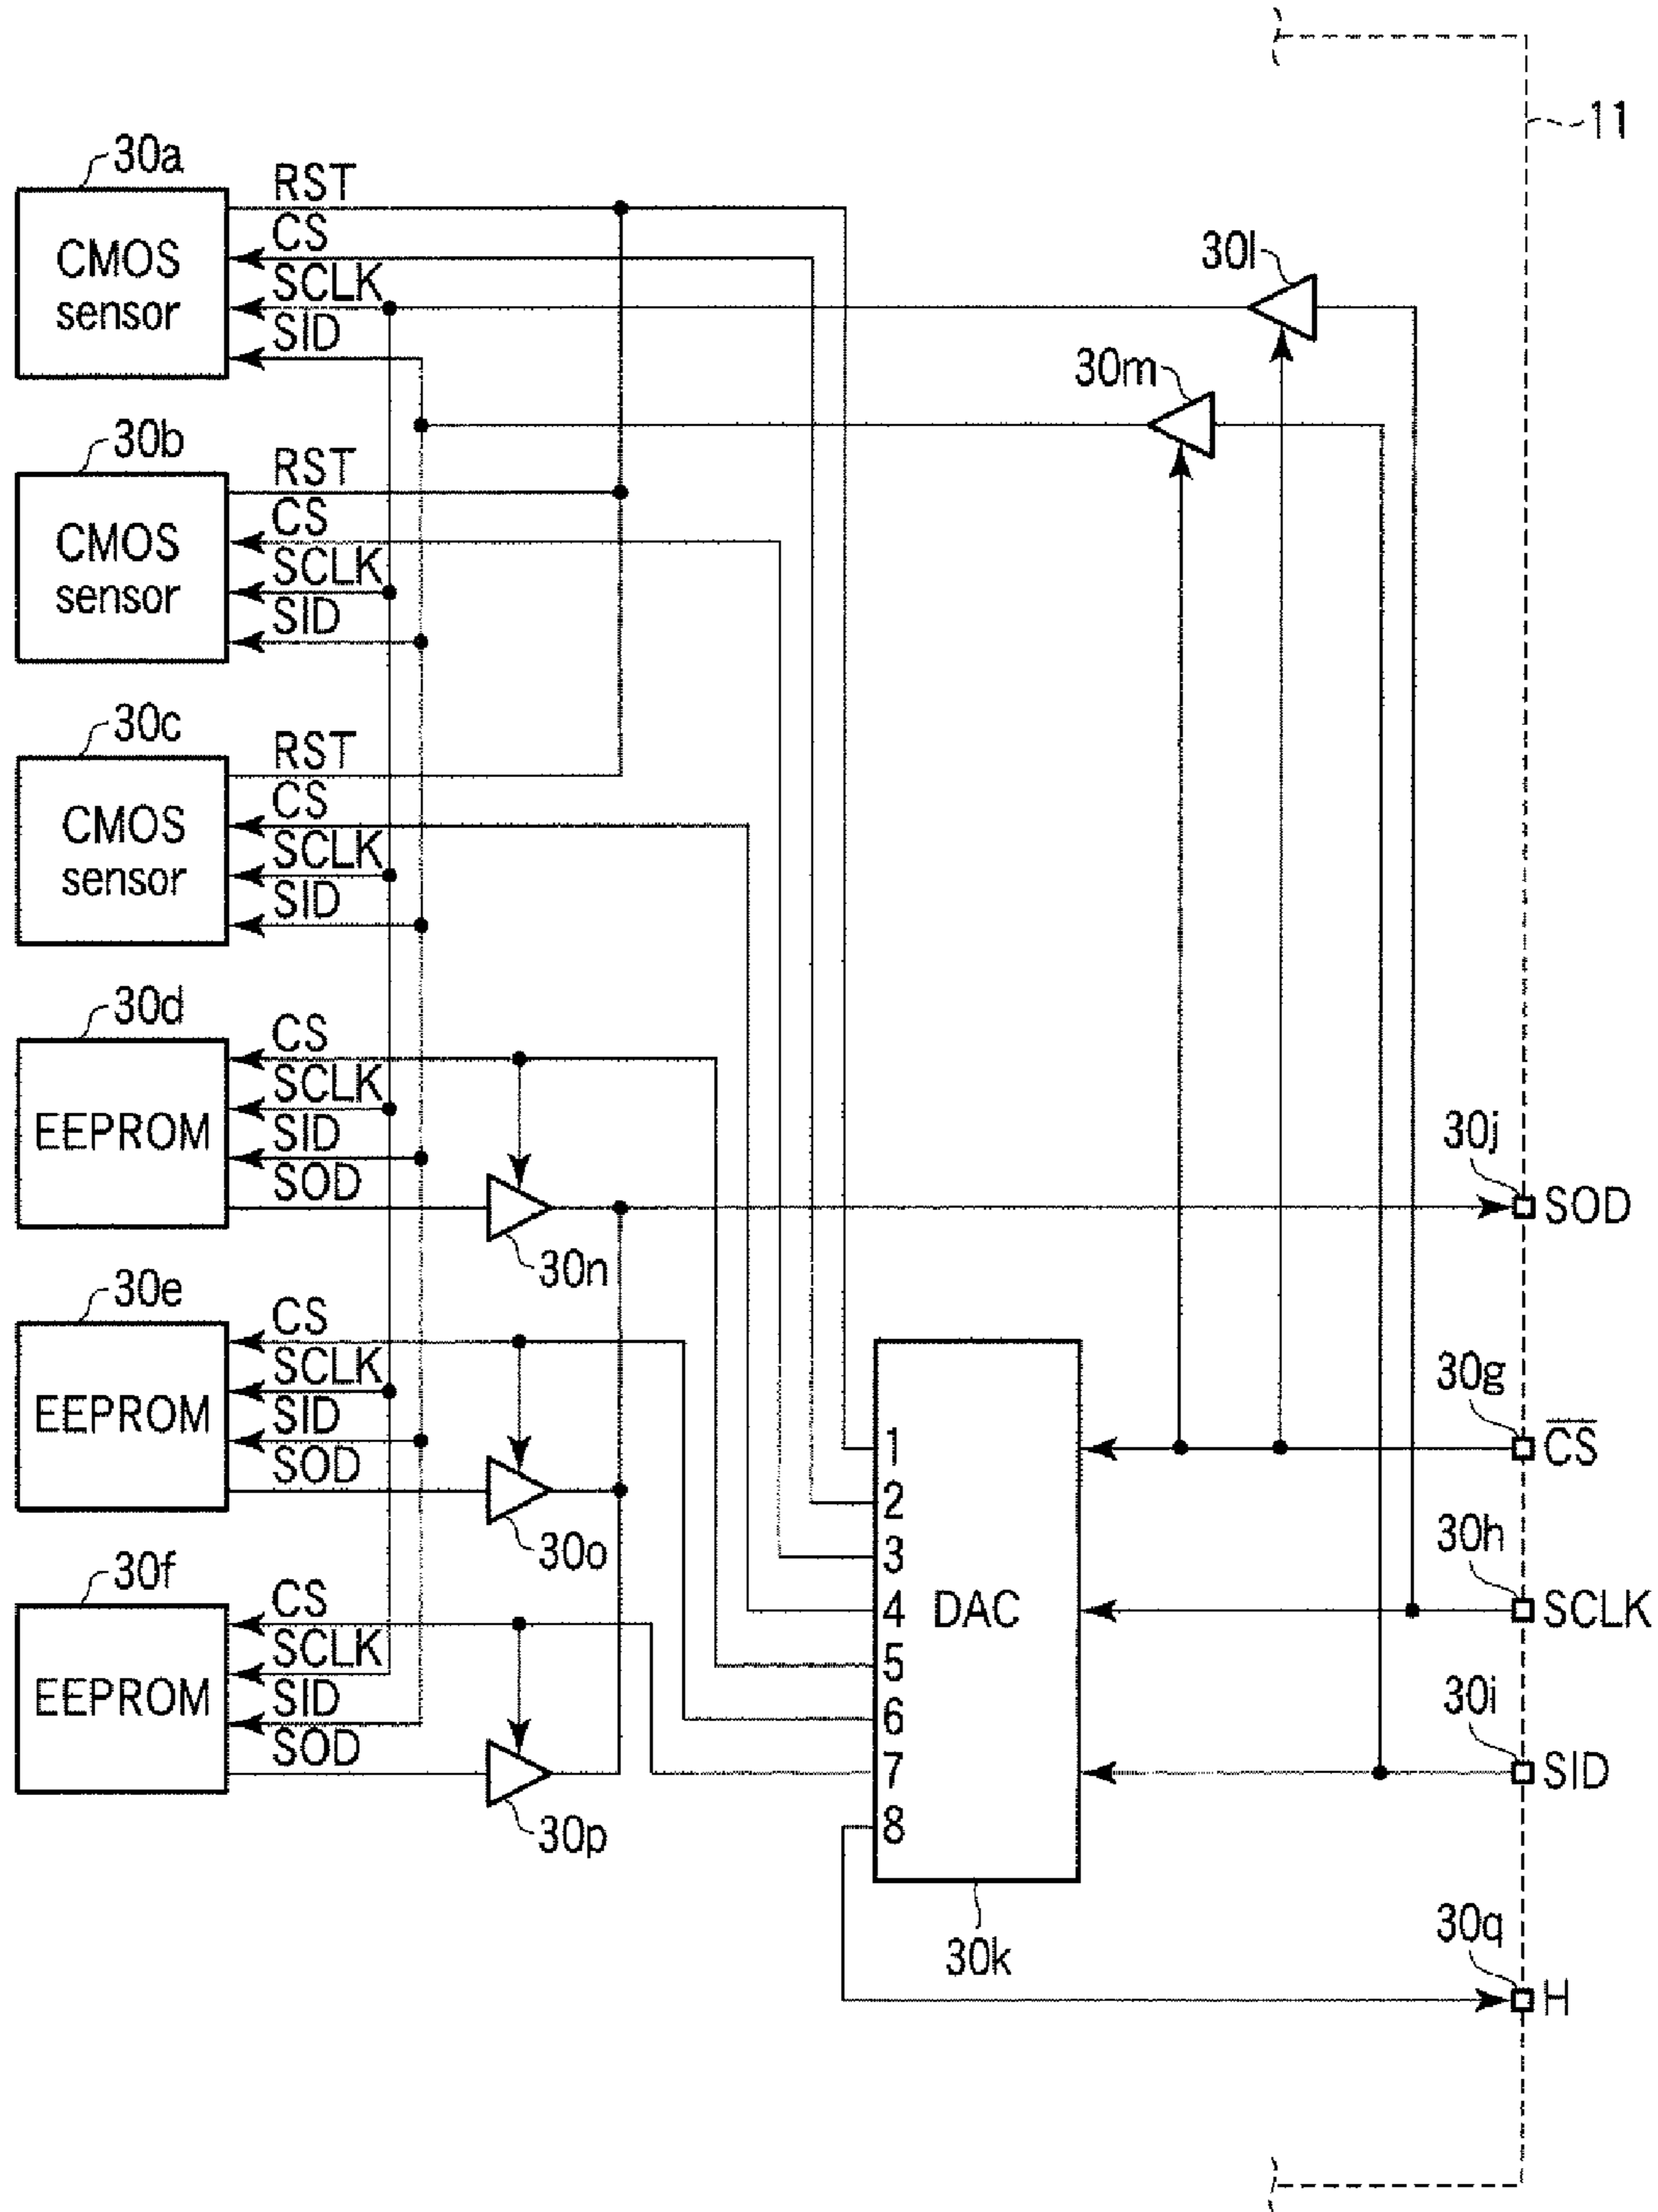 11
30a
RST
CS
SCLK
SID
CMOS
sensor
30l
30m
30b
RST
CS
SCLK
SID
CMOS
sensor
30c
RST
CS
SCLK
SID
CMOS
sensor
30d
CS
SCLK
SID
SOD
EEPROM
30n
30j
SOD
30e
CS
SCLK
SID
SOD
EEPROM
30o
30g
C̅S̅
1
2
3
4
5
6
7
8
DAC
30h
SCLK
30f
CS
SCLK
SID
SOD
EEPROM
30p
30i
SID
30k
30q
H